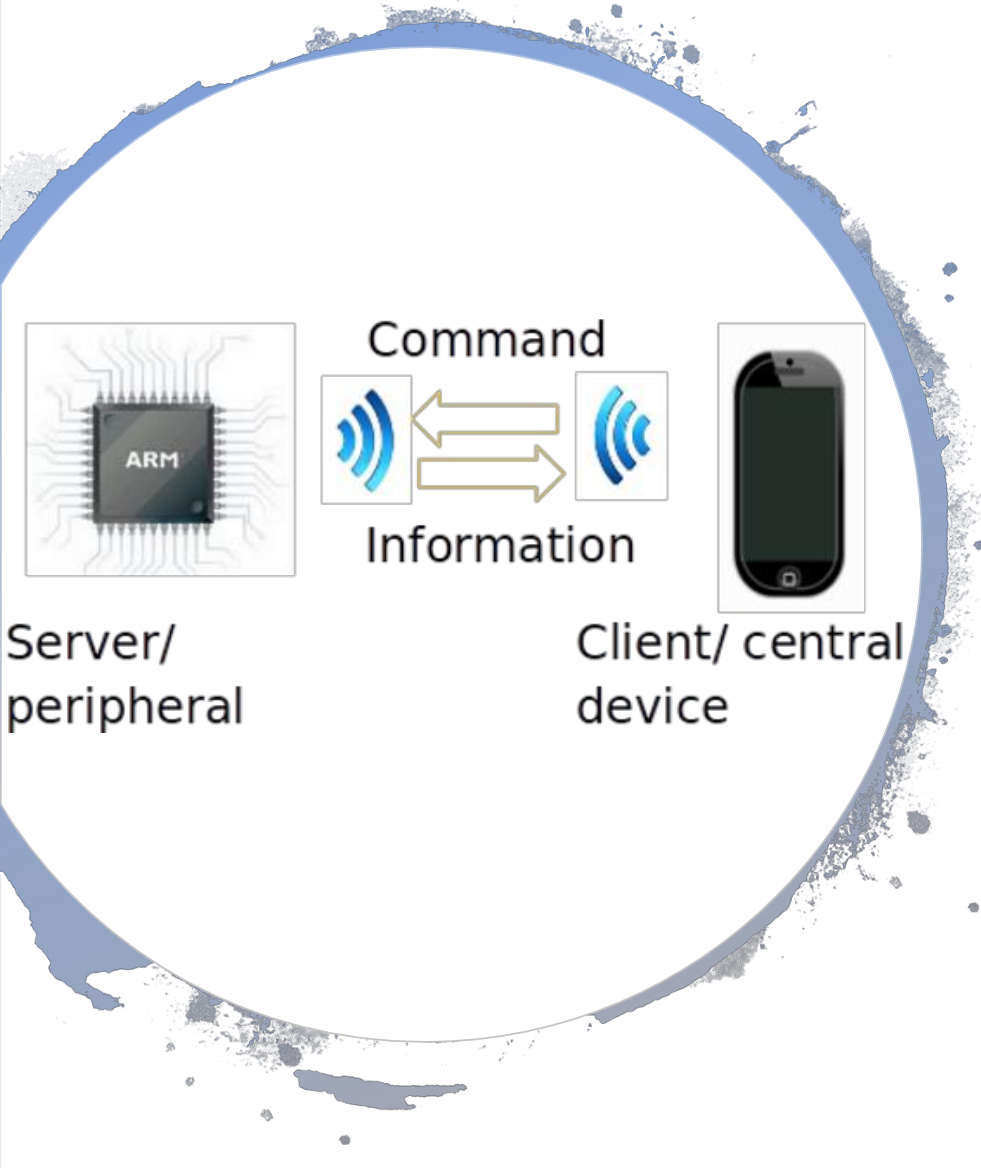 Command
ARM
Information
Server/
peripheral
Client/ central
device